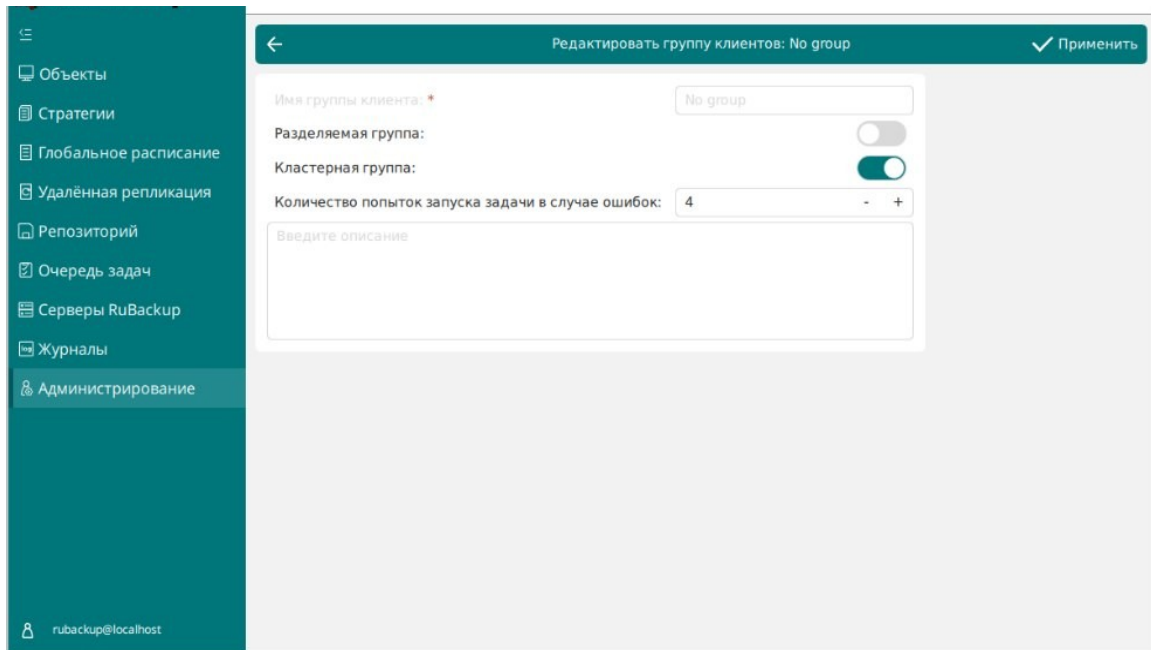 Объекты
Стратегии
Глобальное расписание
Удалённая репликация
Репозиторий
Очередь задач
Серверы RuBackup
log Журналы
Администрирование
rubackup@localhost
Редактировать группу клиентов: No group
Применить
Имя группы клиента: * No group
Разделяемая группа:
Кластерная группа:
Количество попыток запуска задачи в случае ошибок: 4 - +
Введите описание